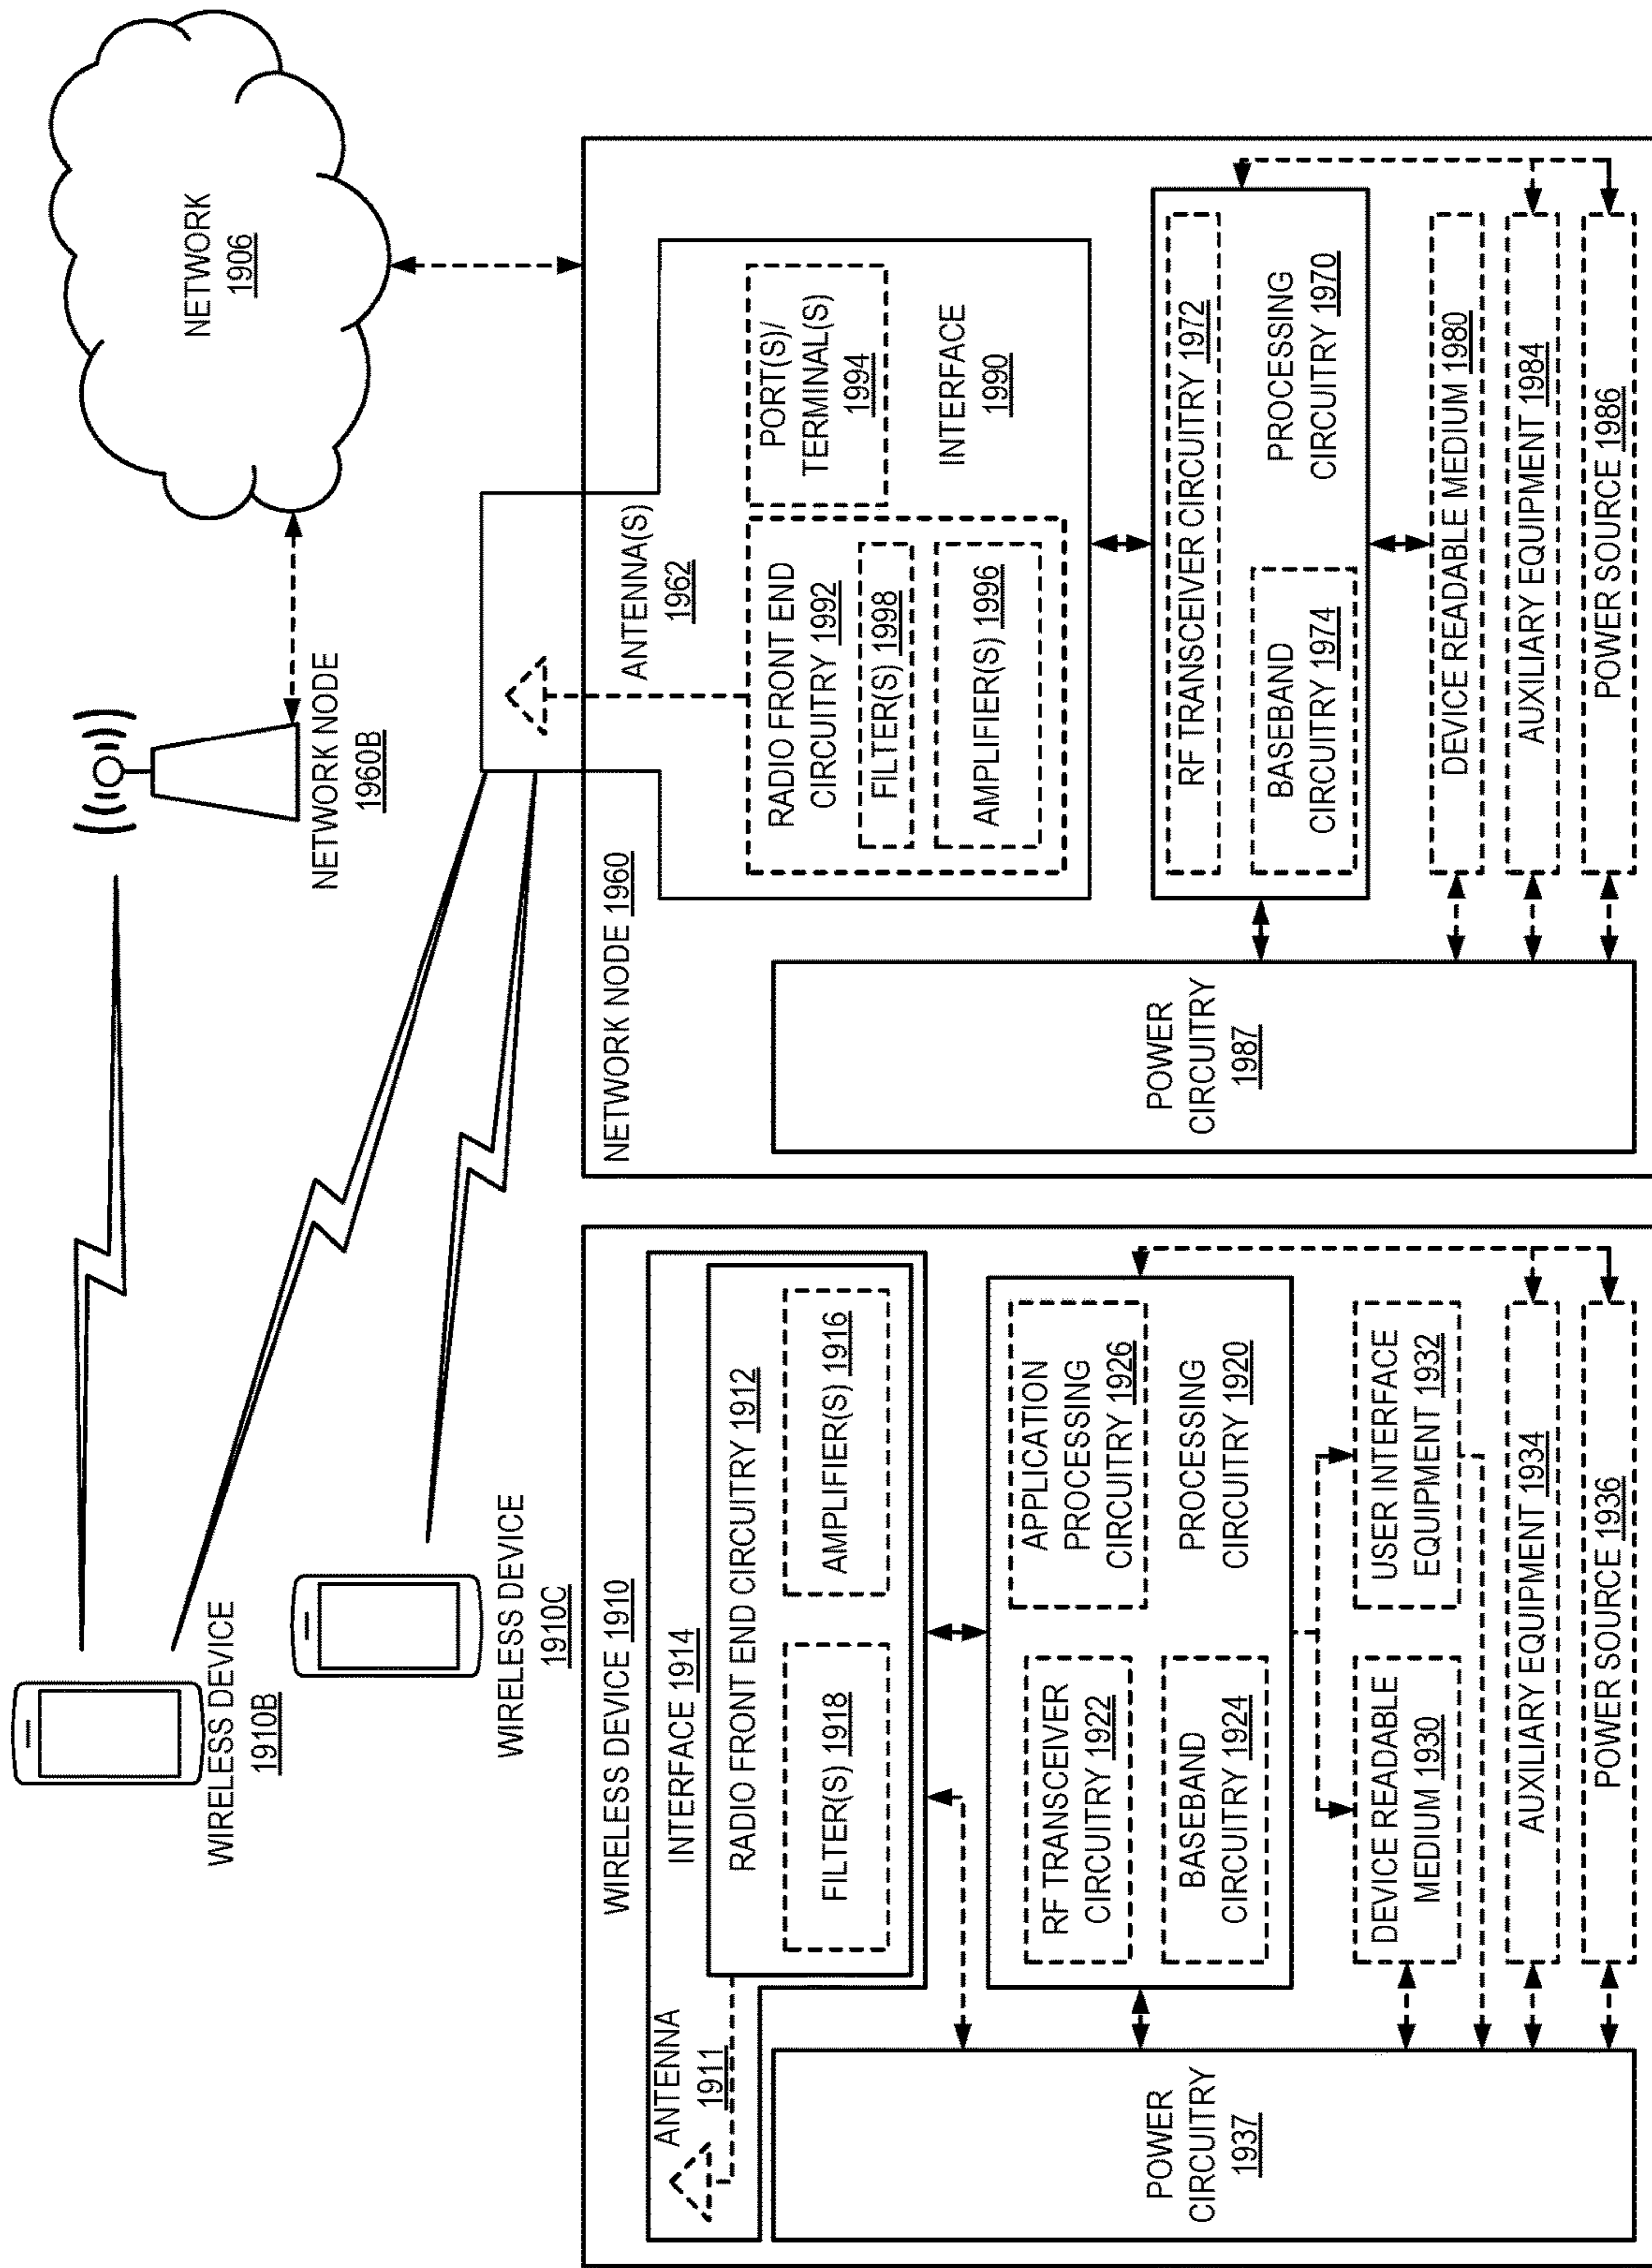 NETWORK
1906
NETWORK NODE
1960B
WIRELESS DEVICE
1910B
WIRELESS DEVICE
1910C
WIRELESS DEVICE 1910
ANTENNA
1911
INTERFACE 1914
RADIO FRONT END CIRCUITRY 1912
FILTER(S) 1918
AMPLIFIER(S) 1916
RF TRANSCEIVER
CIRCUITRY 1922
BASEBAND
CIRCUITRY 1924
APPLICATION
PROCESSING
CIRCUITRY 1926
PROCESSING
CIRCUITRY 1920
DEVICE READABLE
MEDIUM 1930
USER INTERFACE
EQUIPMENT 1932
AUXILIARY EQUIPMENT 1934
POWER SOURCE 1936
POWER
CIRCUITRY
1937
NETWORK NODE 1960
ANTENNA(S)
1962
RADIO FRONT END
CIRCUITRY 1992
FILTER(S) 1998
AMPLIFIER(S) 1996
PORT(S)/
TERMINAL(S)
1994
INTERFACE
1990
RF TRANSCEIVER CIRCUITRY 1972
BASEBAND
CIRCUITRY 1974
PROCESSING
CIRCUITRY 1970
DEVICE READABLE MEDIUM 1980
AUXILIARY EQUIPMENT 1984
POWER SOURCE 1986
POWER
CIRCUITRY
1987